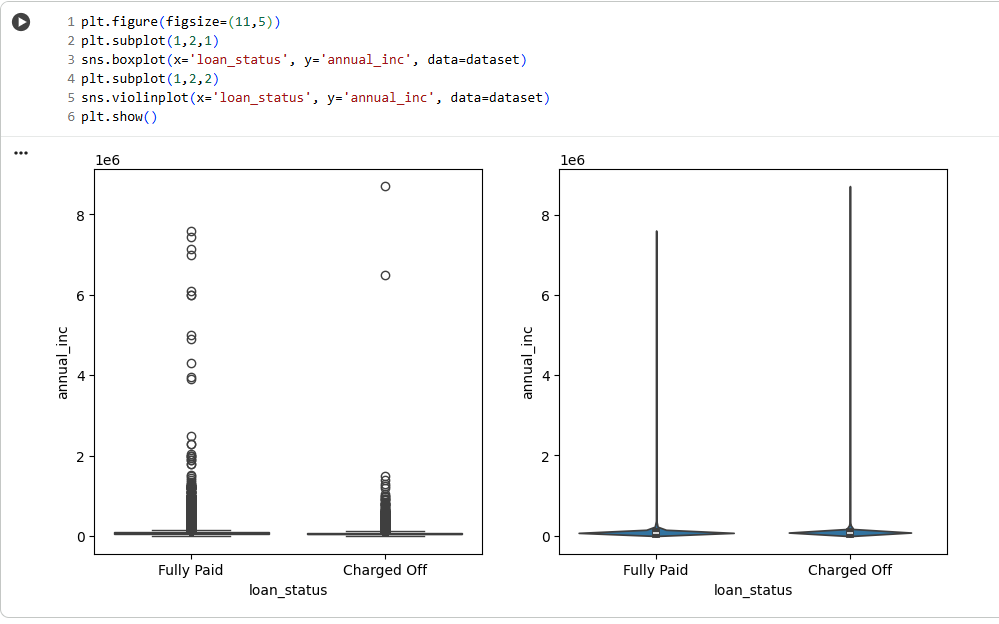 1 plt.figure(figsize=(11,5))
2 plt.subplot(1,2,1)
3 sns.boxplot(x='loan_status', y='annual_inc', data=dataset)
4 plt.subplot(1,2,2)
5 sns.violinplot(x='loan_status', y='annual_inc', data=dataset)
6 plt.show()
1e6
8
6
4
2
0
annual_inc
Fully Paid Charged Off
loan_status
1e6
8
6
4
2
0
annual_inc
Fully Paid Charged Off
loan_status